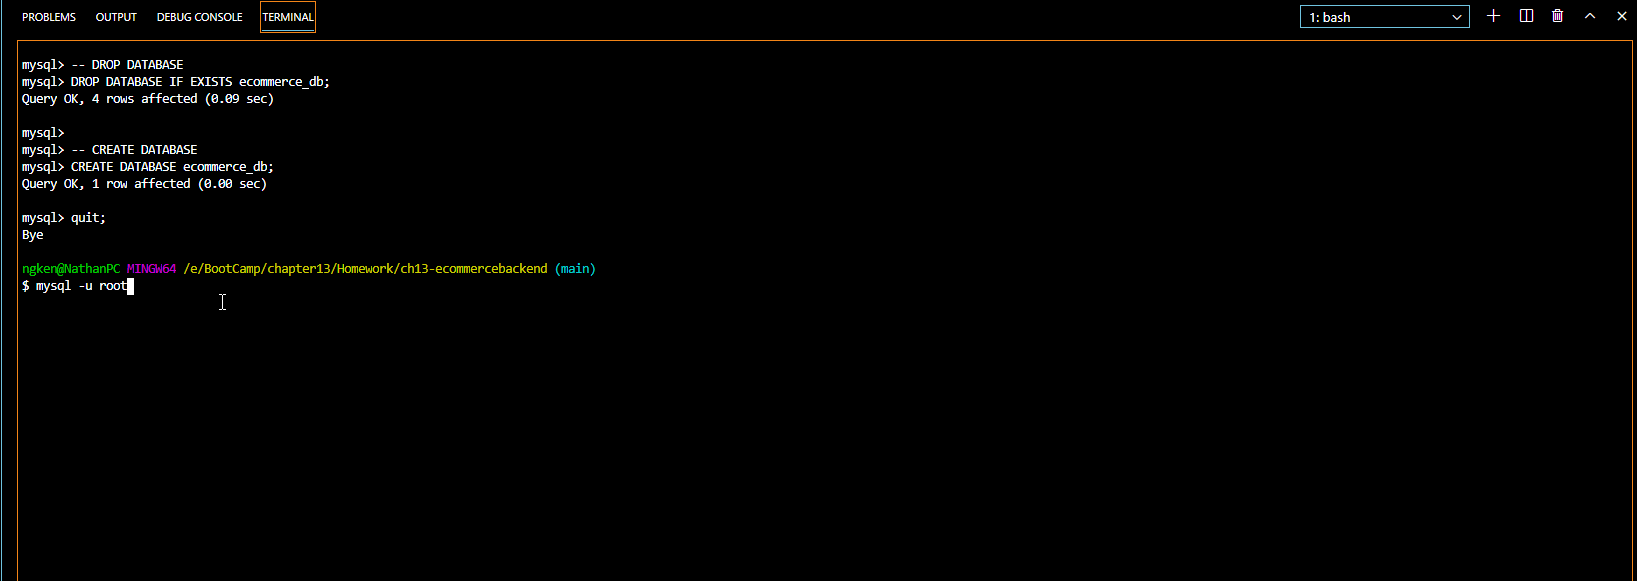 PROBLEMS OUTPUT DEBUG CONSOLE TERMINAL 1: bash
mysql> -- DROP DATABASE
mysql> DROP DATABASE IF EXISTS ecommerce_db;
Query OK, 4 rows affected (0.09 sec)
mysql>
mysql> -- CREATE DATABASE
mysql> CREATE DATABASE ecommerce_db;
Query OK, 1 row affected (0.00 sec)
mysql> quit;
Bye
ngken@NathanPC MINGW64 /e/BootCamp/chapter13/Homework/ch13-ecommercebackend (main)
$ mysql -u root